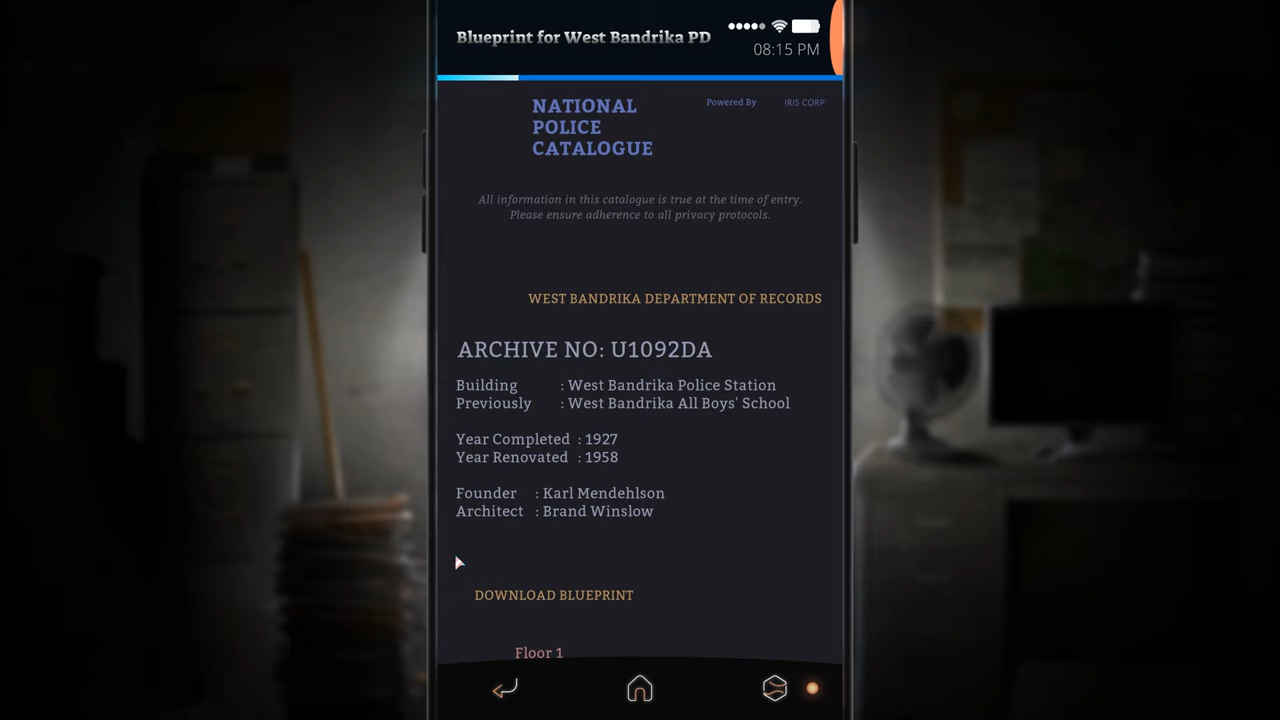 Blueprint for West Bandrika PD
08:15 PM
NATIONAL
POLICE
CATALOGUE
Powered By IRIS CORP
All information in this catalogue is true at the time of entry.
Please ensure adherence to all privacy protocols.
WEST BANDRIKA DEPARTMENT OF RECORDS
ARCHIVE NO: U1092DA
Building : West Bandrika Police Station
Previously : West Bandrika All Boys' School
Year Completed : 1927
Year Renovated : 1958
Founder : Karl Mendehlson
Architect : Brand Winslow
DOWNLOAD BLUEPRINT
Floor 1